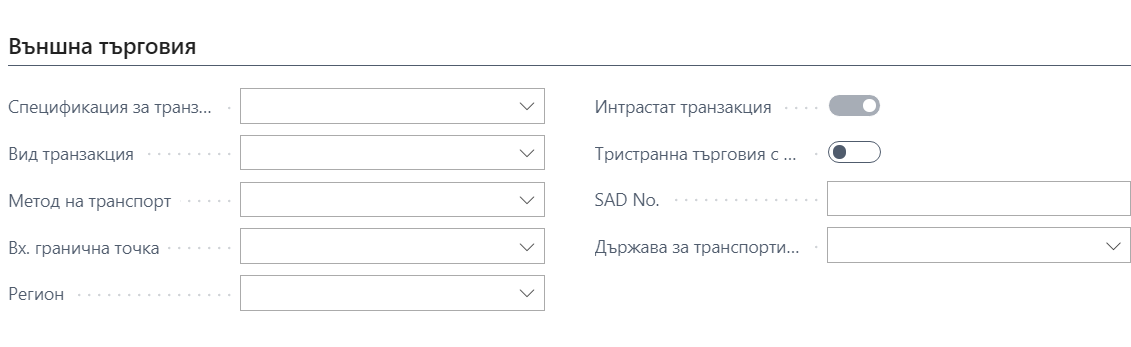 Външна търговия
Спецификация за транз...
Вид транзакция
Метод на транспорт
Вх. гранична точка
Регион
Интрастат транзакция
Тристранна търговия с ...
SAD No.
Държава за транспорти...